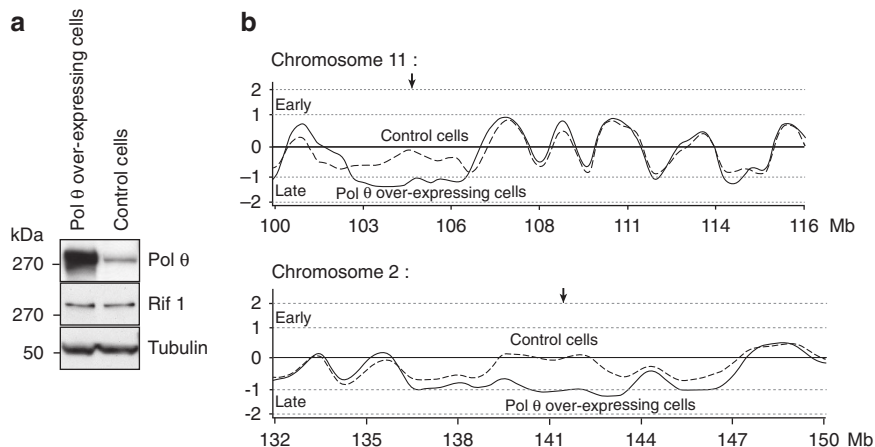 a
Pol θ over-expressing cells
Control cells
kDa
270
Pol θ
270
Rif 1
50
Tubulin
b
Chromosome 11 :
2
Early
1
Control cells
0
–1
Late
Pol θ over-expressing cells
–2
100 103 106 108 111 114 116 Mb
Chromosome 2 :
2
Early
1
Control cells
0
-1
Late
Pol θ over-expressing cells
-2
132 135 138 141 144 147 150 Mb